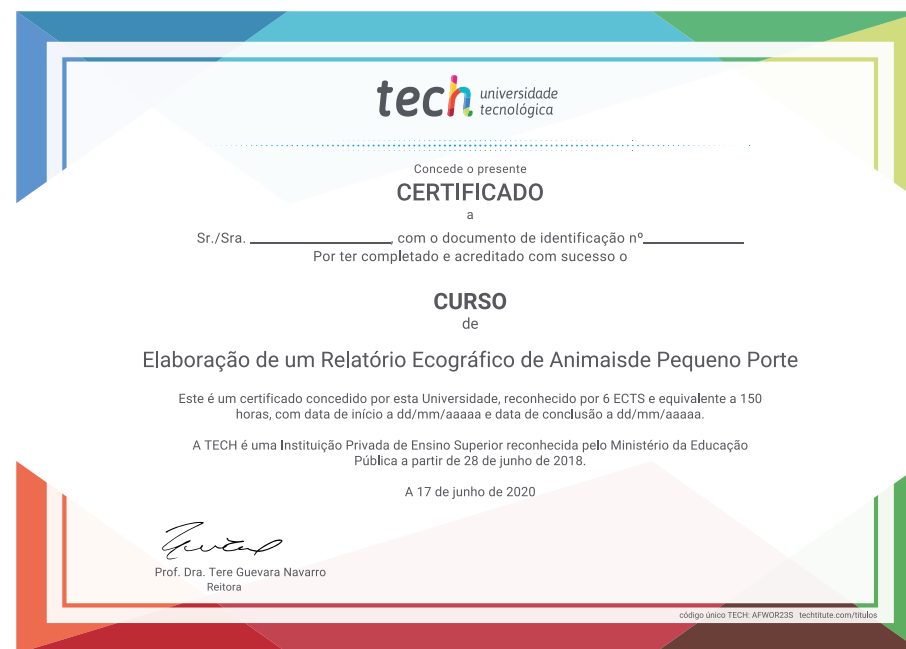 tech universidade
tecnológica
Concede o presente
CERTIFICADO
a
Sr./Sra. ____________________, com o documento de identificação nº______________
Por ter completado e acreditado com sucesso o
CURSO
de
Elaboração de um Relatório Ecográfico de Animaisde Pequeno Porte
Este é um certificado concedido por esta Universidade, reconhecido por 6 ECTS e equivalente a 150
horas, com data de início a dd/mm/aaaaa e data de conclusão a dd/mm/aaaaa.
A TECH é uma Instituição Privada de Ensino Superior reconhecida pelo Ministério da Educação
Pública a partir de 28 de junho de 2018.
A 17 de junho de 2020
Prof. Dra. Tere Guevara Navarro
Reitora
código único TECH: AFWOR23S techtitute.com/titulos